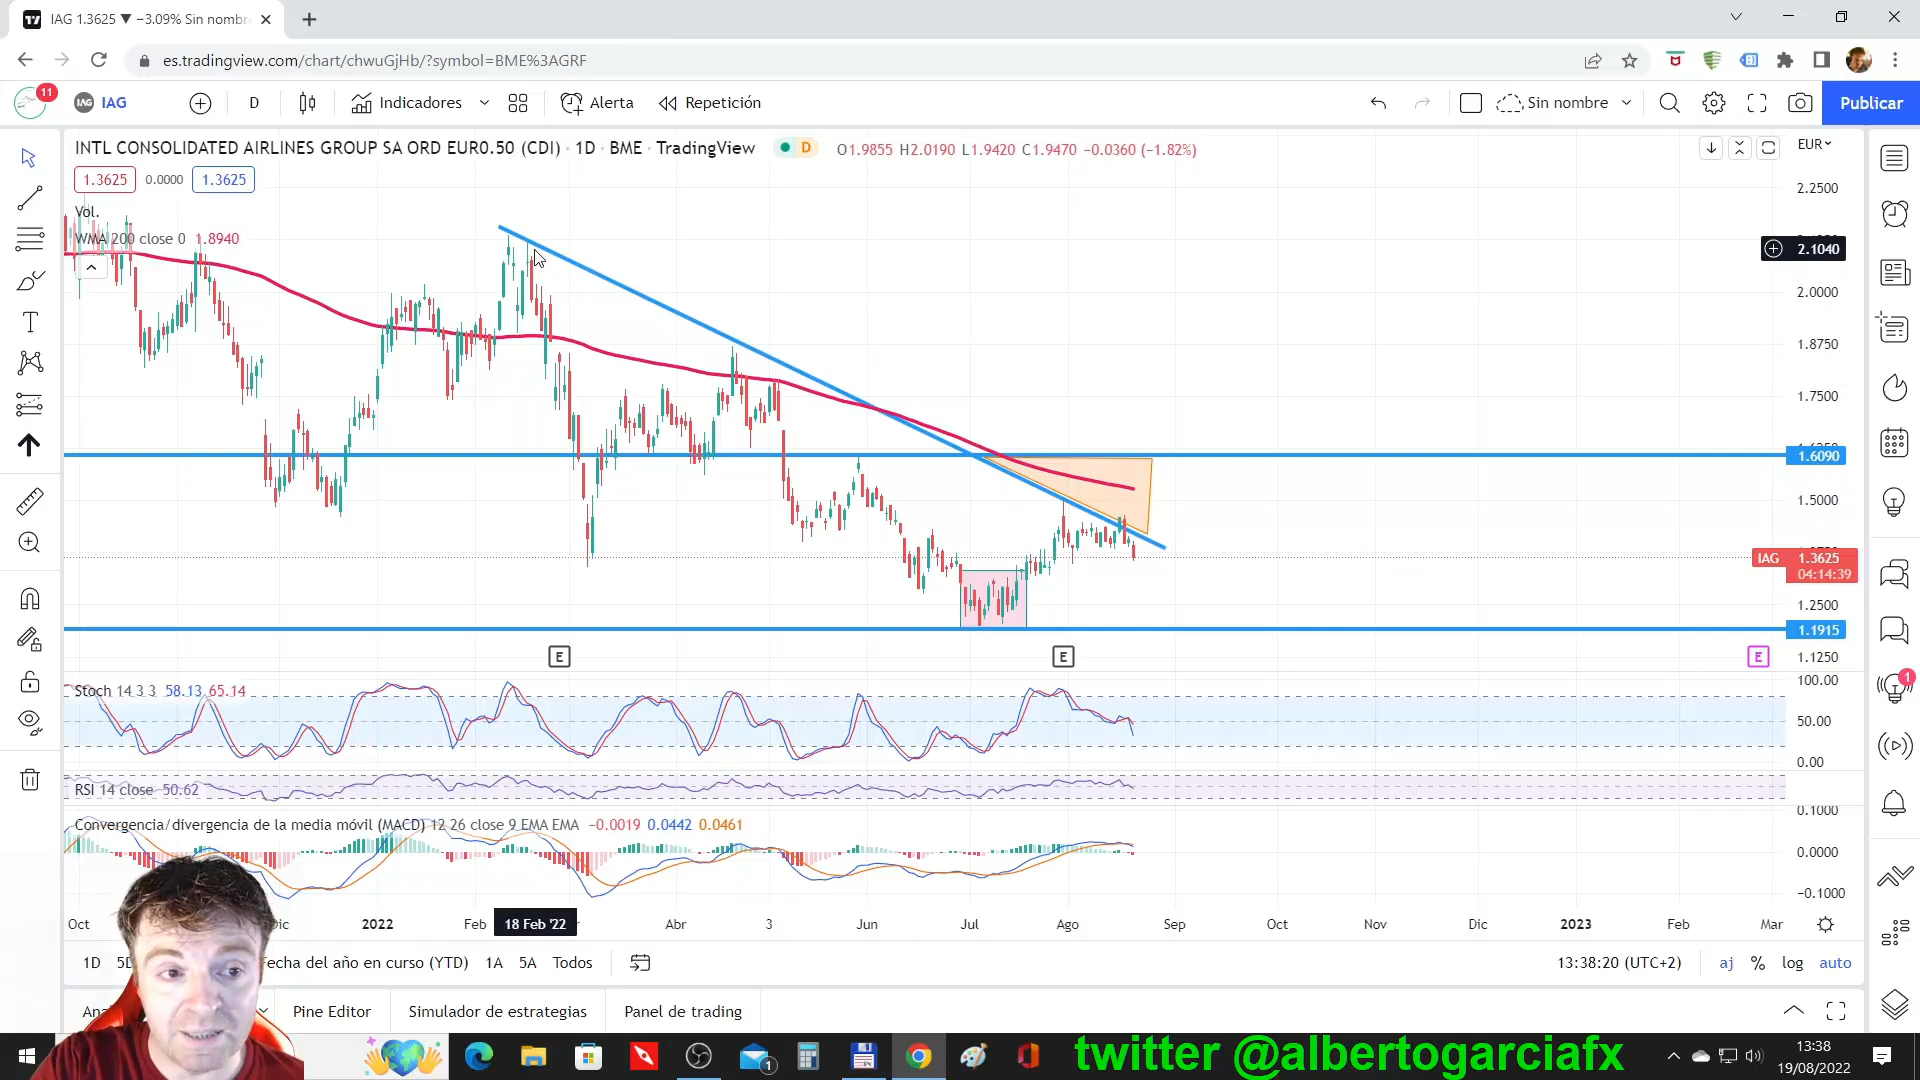 IAG 1.3625 ▼ −3.09% Sin nombr
es.tradingview.com/chart/chwuGjHb/?symbol=BME%3AGRF
11
IAG IAG D Indicadores Alerta Repetición Sin nombre Publicar
INTL CONSOLIDATED AIRLINES GROUP SA ORD EUR0.50 (CDI) · 1D · BME · TradingView D O1.9855 H2.0190 L1.9420 C1.9470 −0.0360 (−1.82%) EUR
1.3625 0.0000 1.3625
2.2500
Vol.
WMA 200 close 0 1.8940
2.1040
2.0000
1.8750
1.7500
1.6090
1.5000
IAG 1.3625
04:14:39
1.2500
1.1915
E E E
1.1250
Stoch 14 3 3 58.13 65.14
100.00
50.00
0.00
RSI 14 close 50.62
0.1000
Convergencia/divergencia de la media móvil (MACD) 12 26 close 9 EMA EMA −0.0019 0.0442 0.0461
0.0000
−0.1000
1
Oct Dic 2022 Feb 18 Feb '22 Abr 3 Jun Jul Ago Sep Oct Nov Dic 2023 Feb Mar
1D echa del año en curso (YTD) 1A 5A Todos 13:38:20 (UTC+2) aj % log auto
Pine Editor Simulador de estrategias Panel de trading
twitter @albertogarciafx
1
13:38
19/08/2022